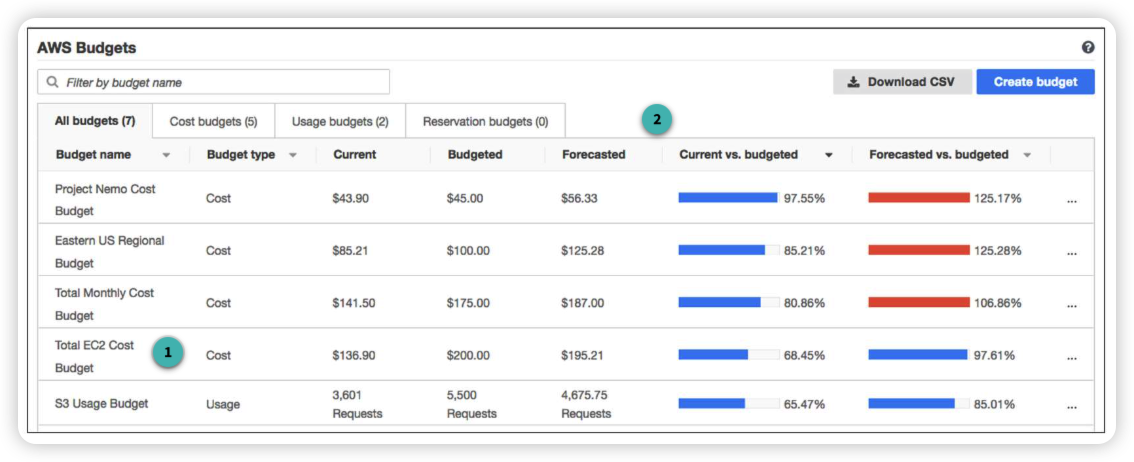 AWS Budgets
Filter by budget name
Download CSV
Create budget
All budgets (7) Cost budgets (5) Usage budgets (2) Reservation budgets (0) 2
Budget name Budget type Current Budgeted Forecasted Current vs. budgeted Forecasted vs. budgeted
Project Nemo Cost
Budget
Cost $43.90 $45.00 $56.33 97.55% 125.17% ...
Eastern US Regional
Budget
Cost $85.21 $100.00 $125.28 85.21% 125.28% ...
Total Monthly Cost
Budget
Cost $141.50 $175.00 $187.00 80.86% 106.86% ...
Total EC2 Cost
Budget
1
Cost $136.90 $200.00 $195.21 68.45% 97.61% ...
S3 Usage Budget Usage
3,601
Requests
5,500
Requests
4,675.75
Requests
65.47% 85.01% ...